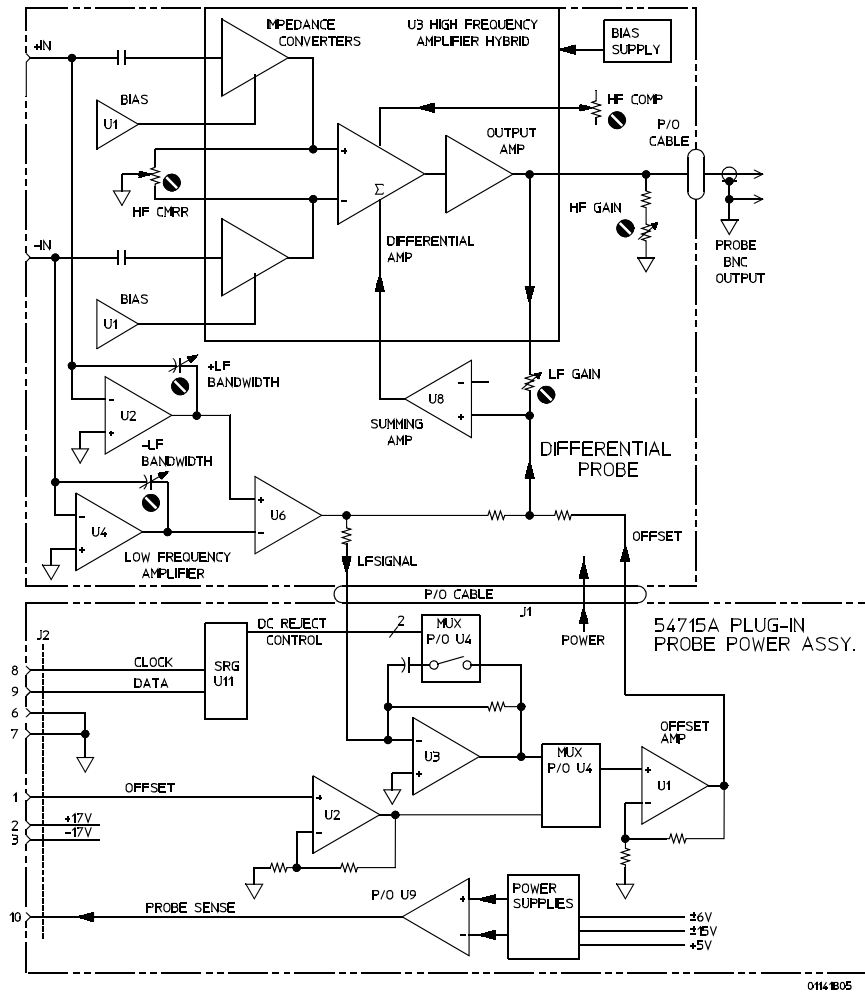 IMPEDANCE
CONVERTERS
U3 HIGH FREQUENCY
AMPLIFIER HYBRID
BIAS
SUPPLY
+IN
BIAS
U1
HF COMP
P/O
CABLE
OUTPUT
AMP
+
−
Σ
HF CMRR
HF GAIN
DIFFERENTIAL
AMP
PROBE
BNC
OUTPUT
-IN
BIAS
U1
+LF
BANDWIDTH
LF GAIN
−
+
U8
SUMMING
AMP
−
+
U2
-LF
BANDWIDTH
DIFFERENTIAL
PROBE
−
+
U4
+
−
U6
LOW FREQUENCY
AMPLIFIER
LFSIGNAL
OFFSET
P/O CABLE
J1
POWER
54715A PLUG-IN
PROBE POWER ASSY.
J2
DC REJECT
CONTROL
2
MUX
P/O U4
8
CLOCK
SRG
U11
9
DATA
6
7
−
+
U3
MUX
P/O U4
OFFSET
AMP
+
−
U1
1
OFFSET
+
−
U2
2
+17V
3
-17V
P/O U9
+
−
POWER
SUPPLIES
10
PROBE SENSE
±6V
±15V
+5V
01141B05